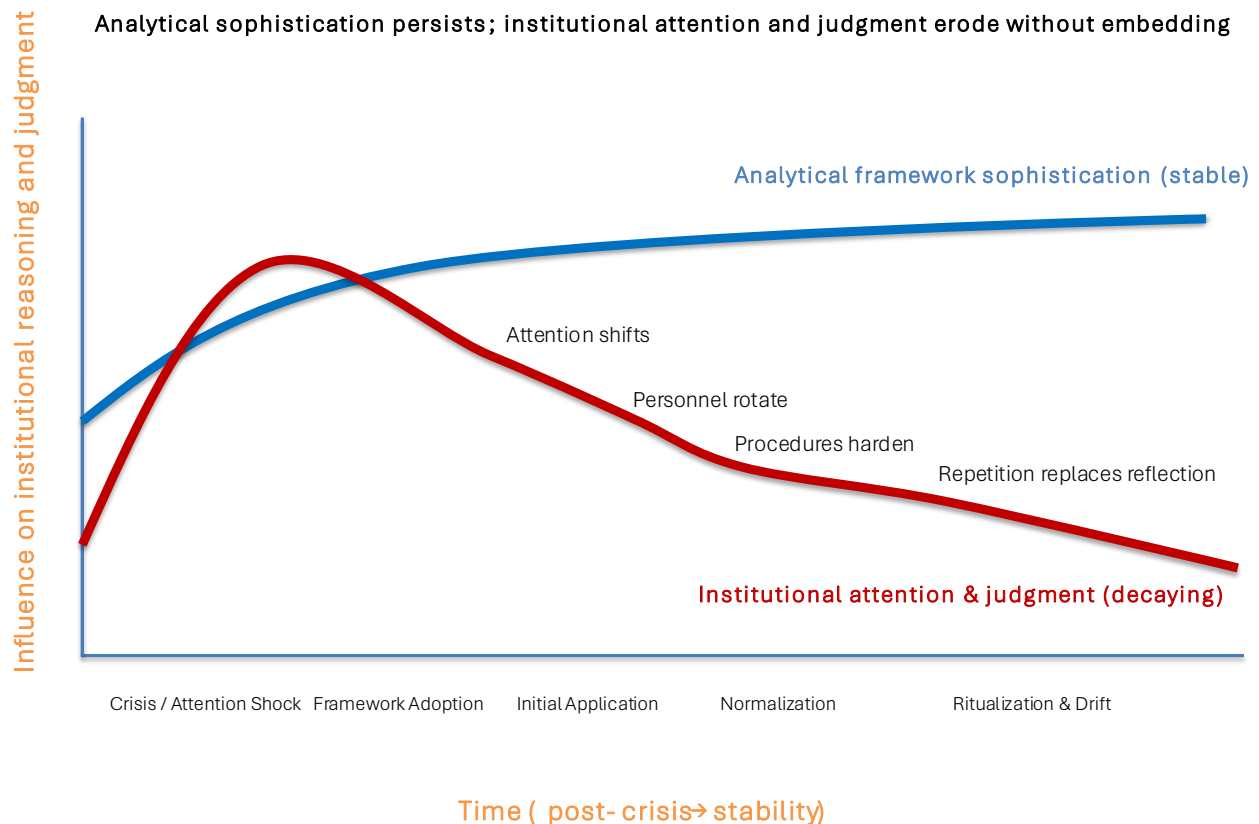 Analytical sophistication persists; institutional attention and judgment erode without embedding
Influence on institutional reasoning and judgment
Analytical framework sophistication (stable)
Attention shifts
Personnel rotate
Procedures harden
Repetition replaces reflection
Institutional attention & judgment (decaying)
Crisis / Attention Shock Framework Adoption Initial Application Normalization Ritualization & Drift
Time ( post- crisis→ stability)